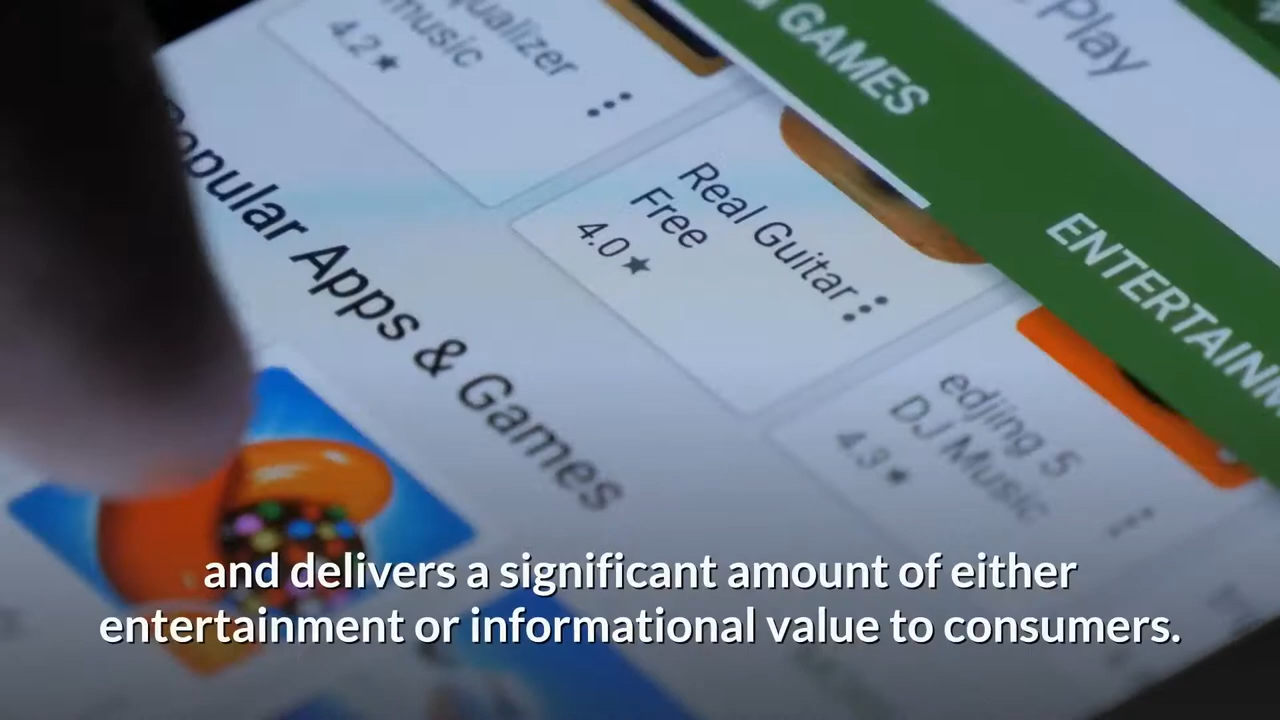 Play
GAMES
ENTERTAINM
music
4.2★
Real Guitar
Free
4.0★
edjing 5
DJ Music
4.3★
Popular Apps & Games
and delivers a significant amount of either
entertainment or informational value to consumers.